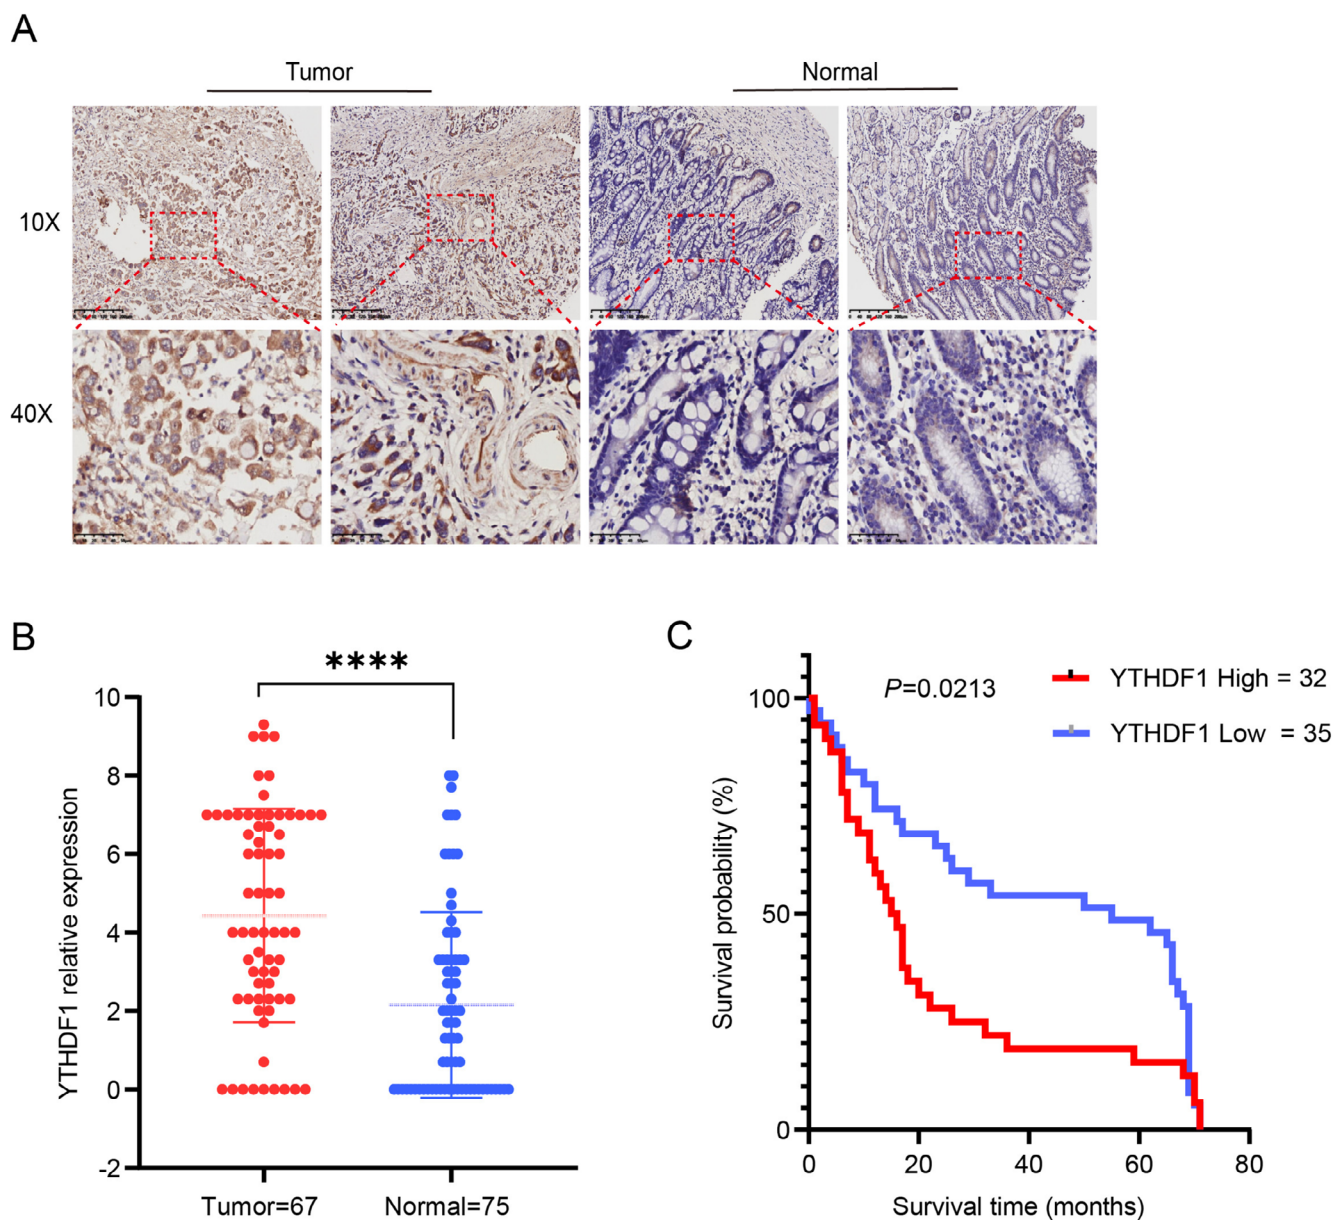 A
Tumor
Normal
10X
40X
B
****
YTHDF1 relative expression
10
8
6
4
2
0
-2
Tumor=67
Normal=75
C
P=0.0213
YTHDF1 High = 32
YTHDF1 Low = 35
Survival probability (%)
100
50
0
0 20 40 60 80
Survival time (months)